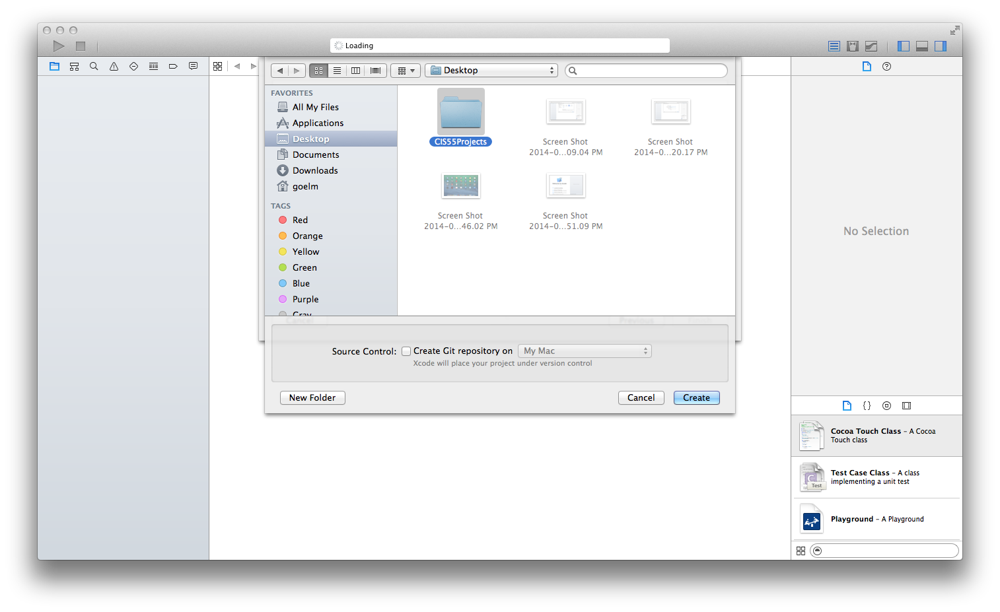 Loading
Desktop
FAVORITES
All My Files
Applications
Desktop
Documents
Downloads
goelm
TAGS
Red
Orange
Yellow
Green
Blue
Purple
Gray
CIS55Projects
Screen Shot
2014-0...09.04 PM
Screen Shot
2014-0...20.17 PM
Screen Shot
2014-0...46.02 PM
Screen Shot
2014-0...51.09 PM
Cancel
Previous
Source Control: Create Git repository on My Mac
Xcode will place your project under version control
New Folder
Cancel
Create
No Selection
{}
Cocoa Touch Class - A Cocoa
Touch class
C
Test
Test Case Class - A class
implementing a unit test
Playground - A Playground